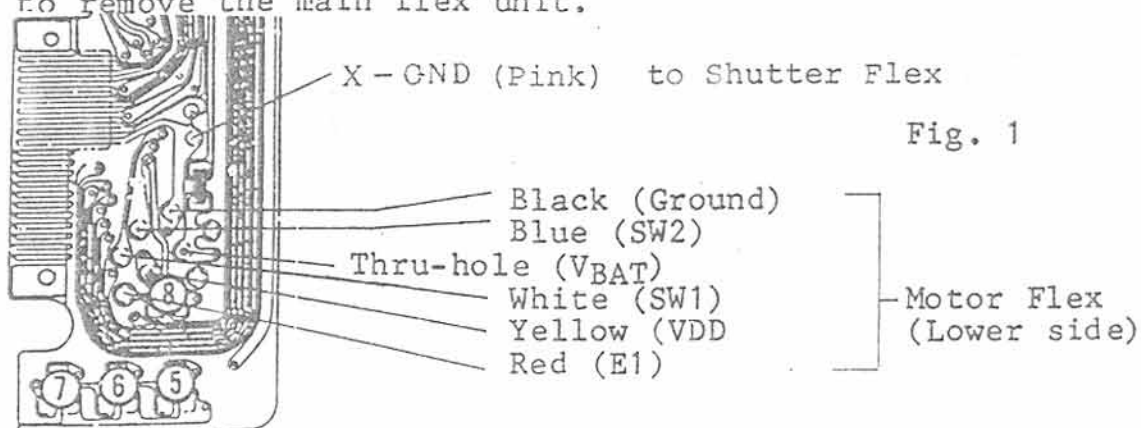 to remove the main flex unit.
X-GND (Pink) to Shutter Flex
Fig. 1
Black (Ground)
Blue (SW2)
Thru-hole (VBAT)
White (SW1)
Yellow (VDD
Red (E1)
Motor Flex
(Lower side)
8
7 6 5